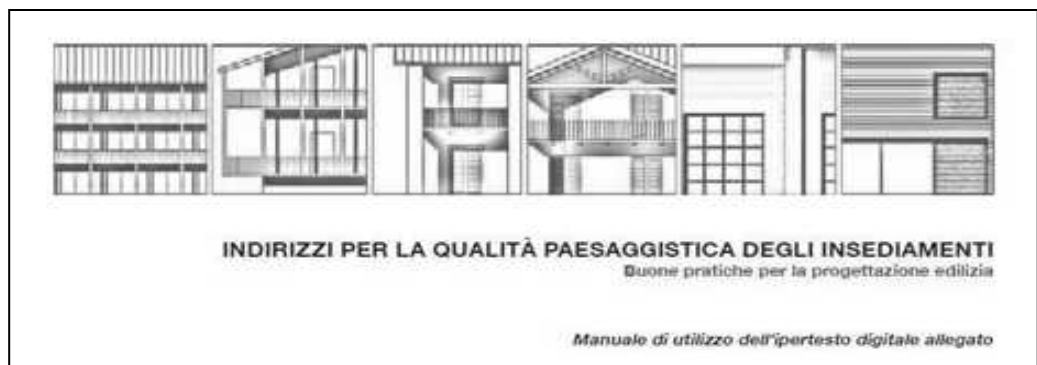 INDIRIZZI PER LA QUALITÀ PAESAGGISTICA DEGLI INSEDIAMENTI
Buone pratiche per la progettazione edilizia
Manuale di utilizzo dell'ipertesto digitale allegato